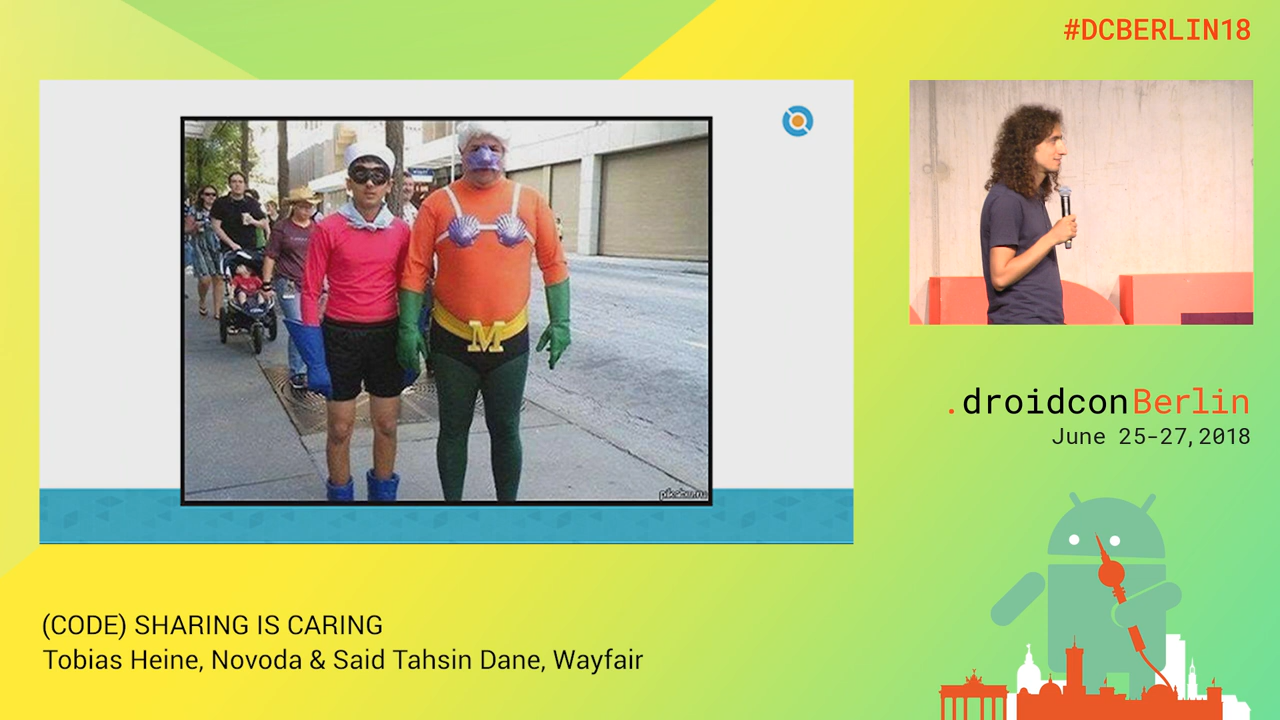 #DCBERLIN18
M
.droidconBerlin
June 25-27, 2018
(CODE) SHARING IS CARING
Tobias Heine, Novoda & Said Tahsin Dane, Wayfair